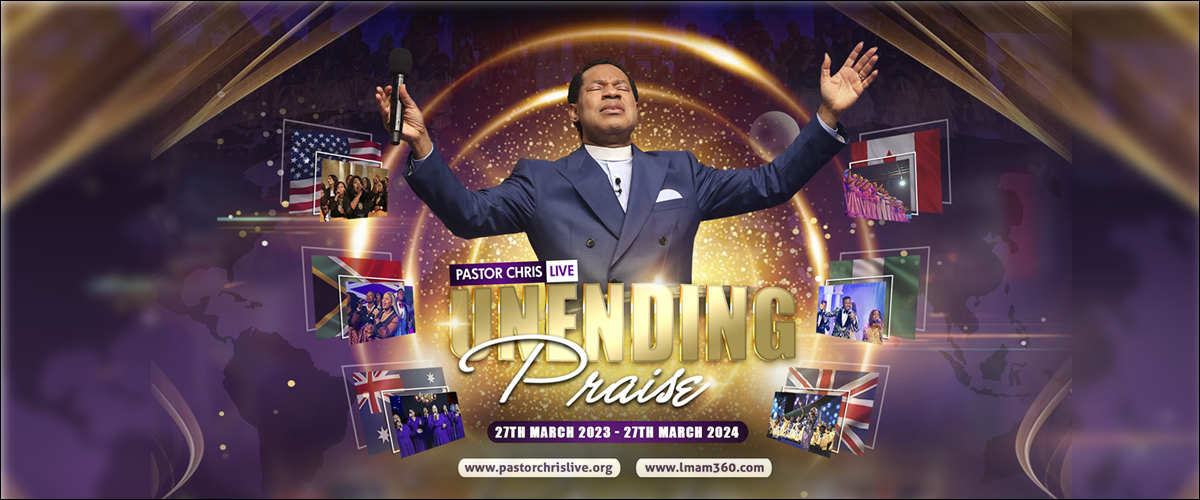 PASTOR CHRIS LIVE
UNENDING
Praise
27TH MARCH 2023 - 27TH MARCH 2024
www.pastorchrislive.org
www.lmam360.com